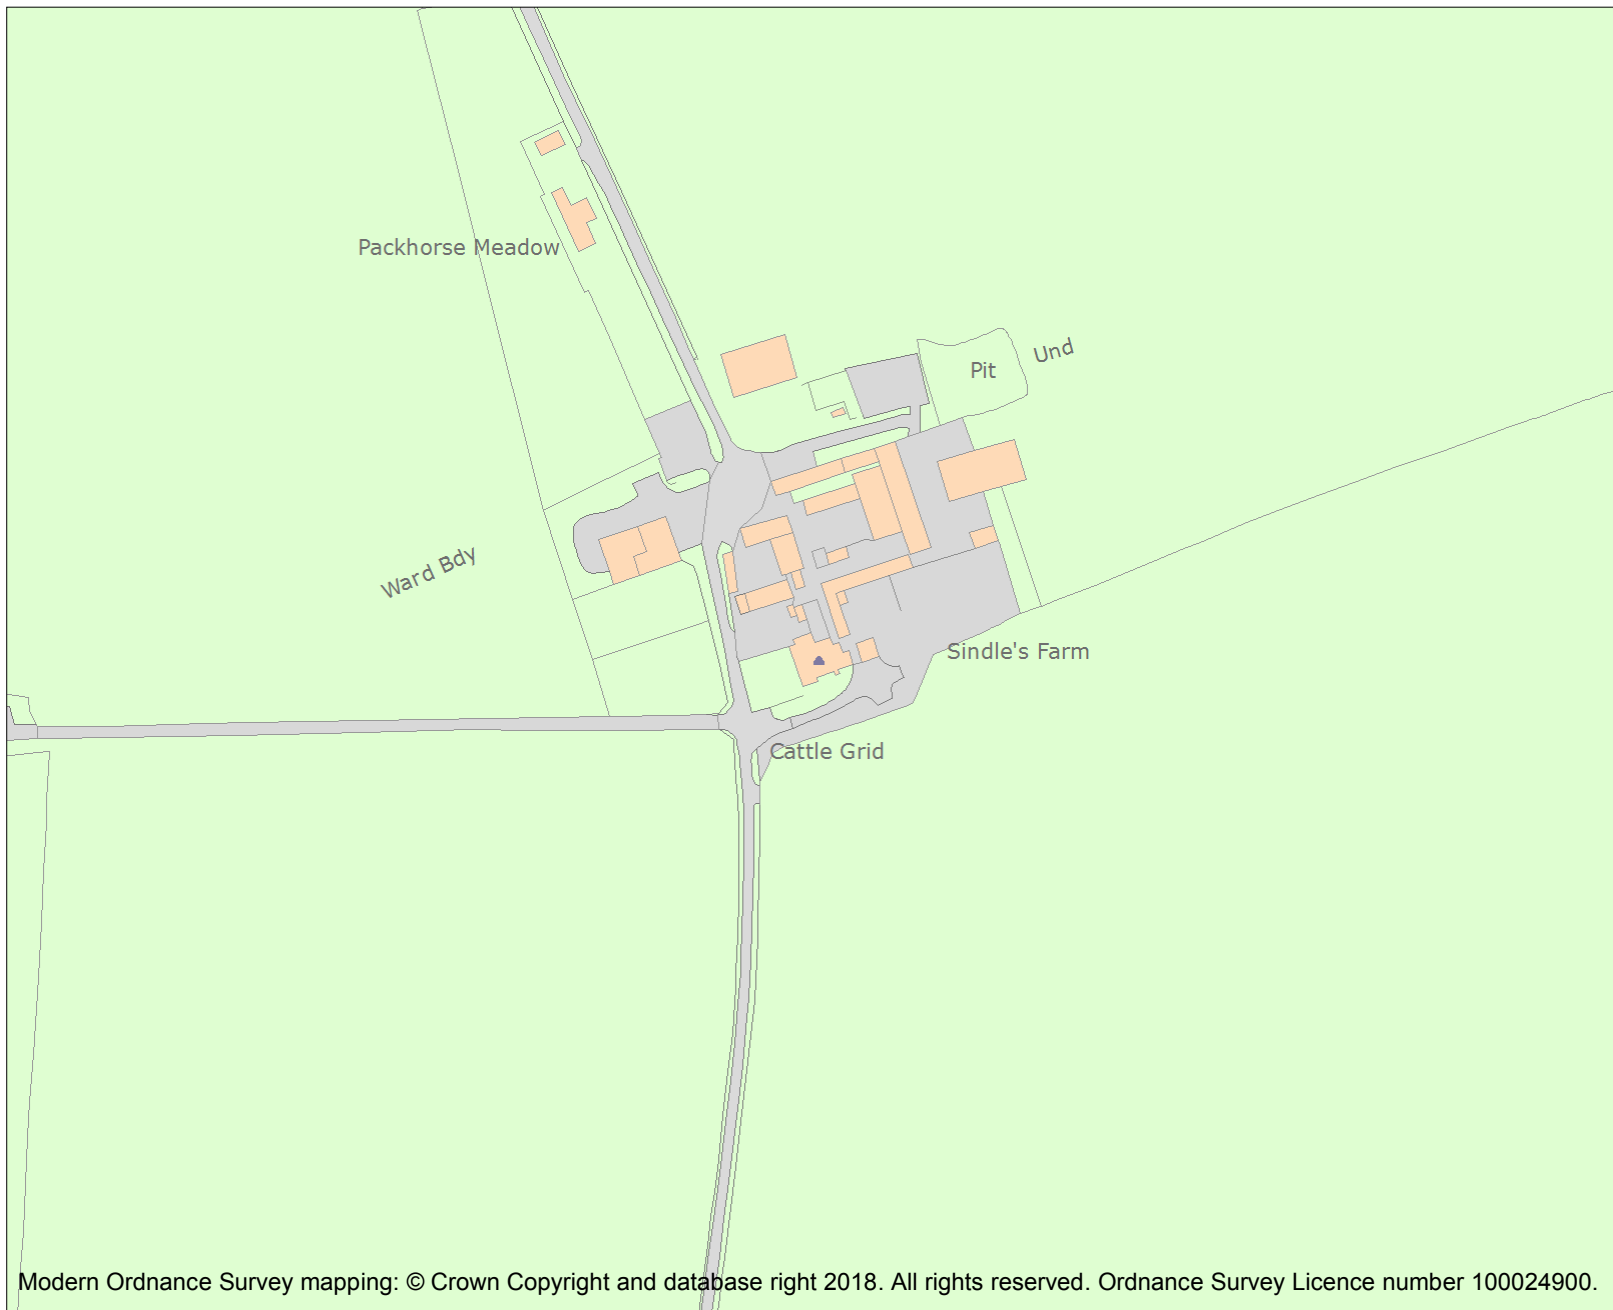 Packhorse Meadow
Und
Pit
Ward Bdy
Sindle's Farm
Cattle Grid
Modern Ordnance Survey mapping: © Crown Copyright and database right 2018. All rights reserved. Ordnance Survey Licence number 100024900.